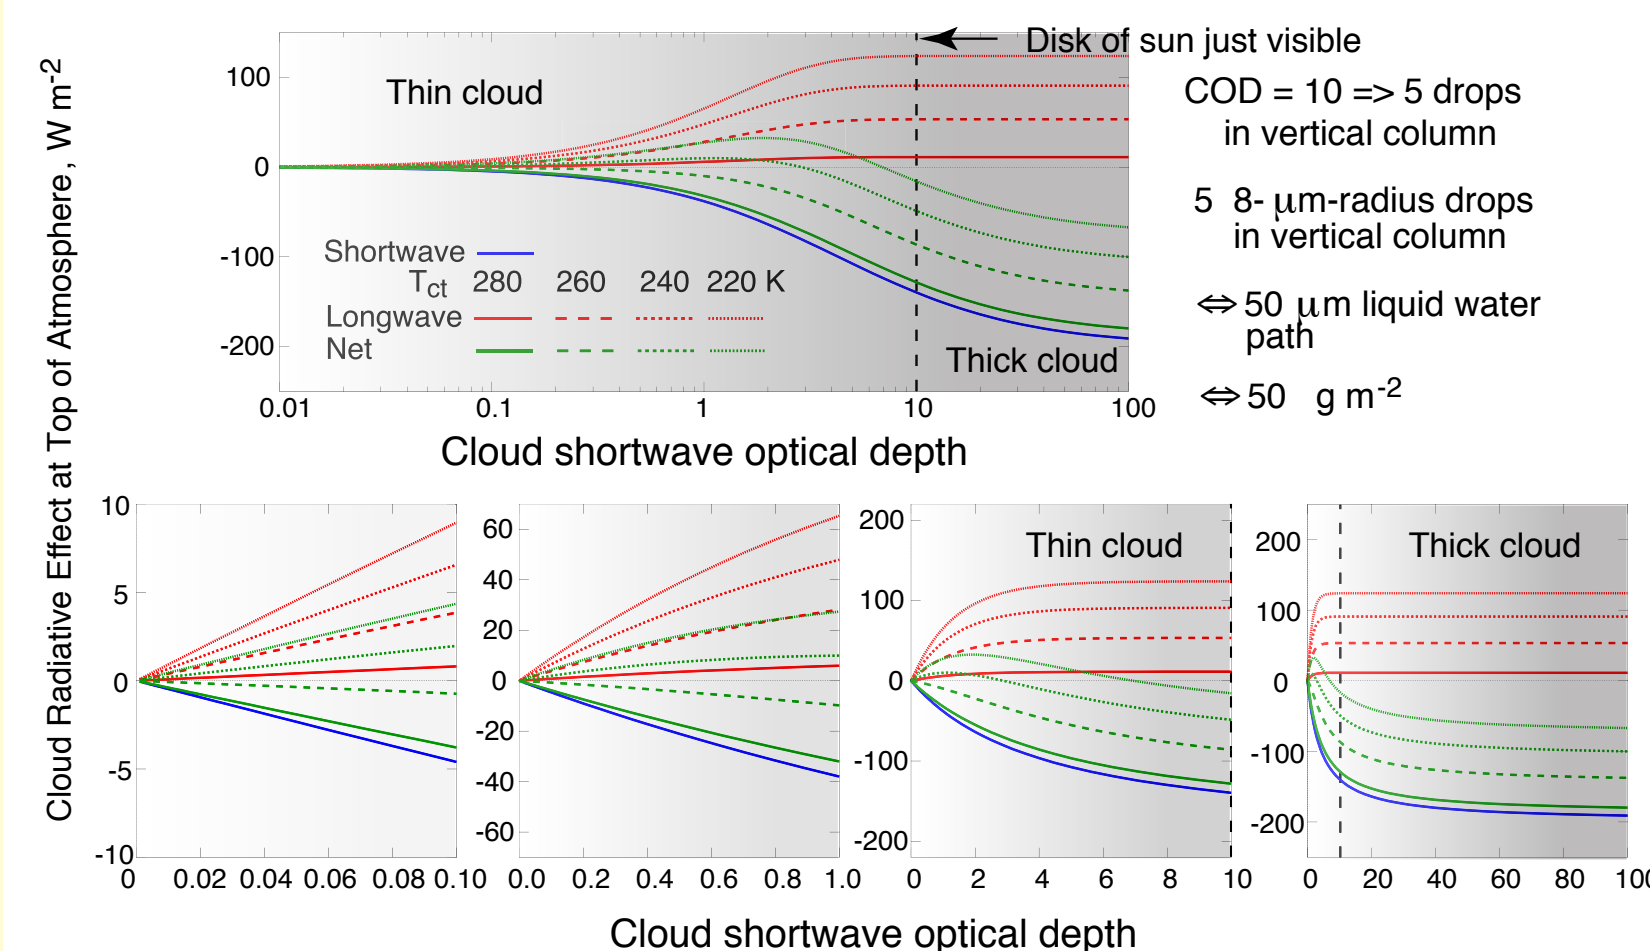 Cloud Radiative Effect at Top of Atmosphere, W m-2
Disk of sun just visible
Thin cloud
100
0
-100
-200
Shortwave
Tct 280 260 240 220 K
Longwave
Net
Thick cloud
0.01 0.1 1 10 100
Cloud shortwave optical depth
COD = 10 => 5 drops
in vertical column
5 8- μm-radius drops
in vertical column
⇔ 50 μm liquid water
path
⇔ 50 g m-2
10
5
0
-5
-10
0 0.02 0.04 0.06 0.08 0.10
60
40
20
0
-20
-40
-60
0.0 0.2 0.4 0.6 0.8 1.0
Thin cloud
200
100
0
-100
-200
0 2 4 6 8 10
Thick cloud
200
100
0
-100
-200
0 20 40 60 80 100
Cloud shortwave optical depth